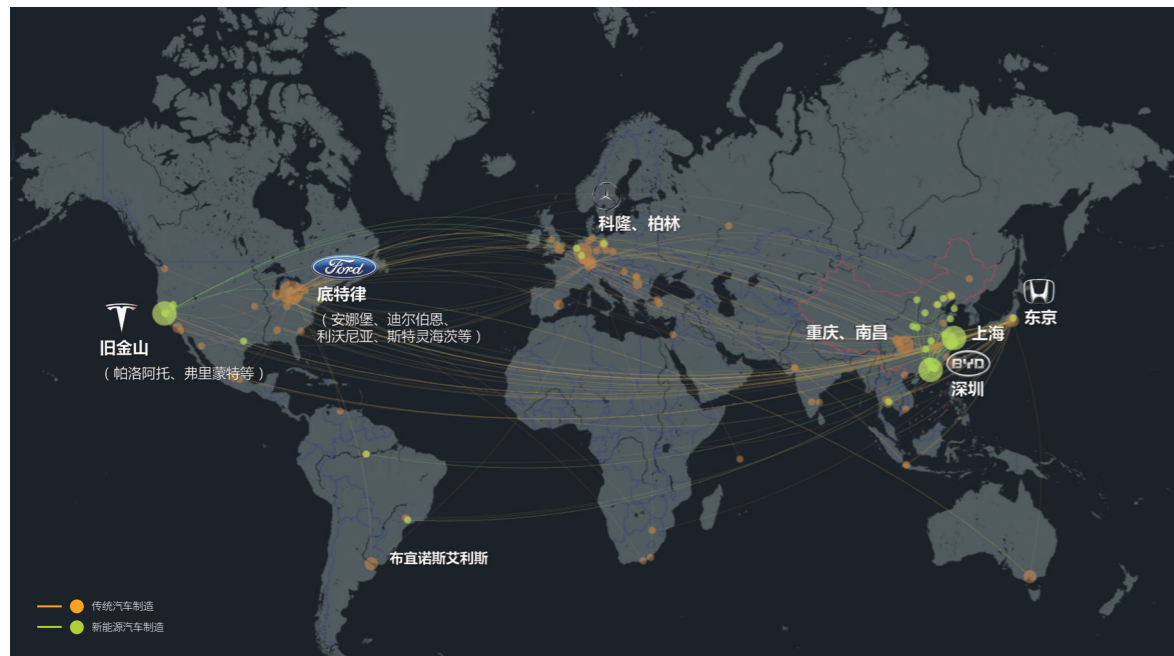 科隆、柏林
Ford
底特律
（安娜堡、迪尔伯恩、
利沃尼亚、斯特灵海茨等）
旧金山
（帕洛阿托、弗里蒙特等）
东京
重庆、南昌
上海
BYD
深圳
布宜诺斯艾利斯
传统汽车制造
新能源汽车制造